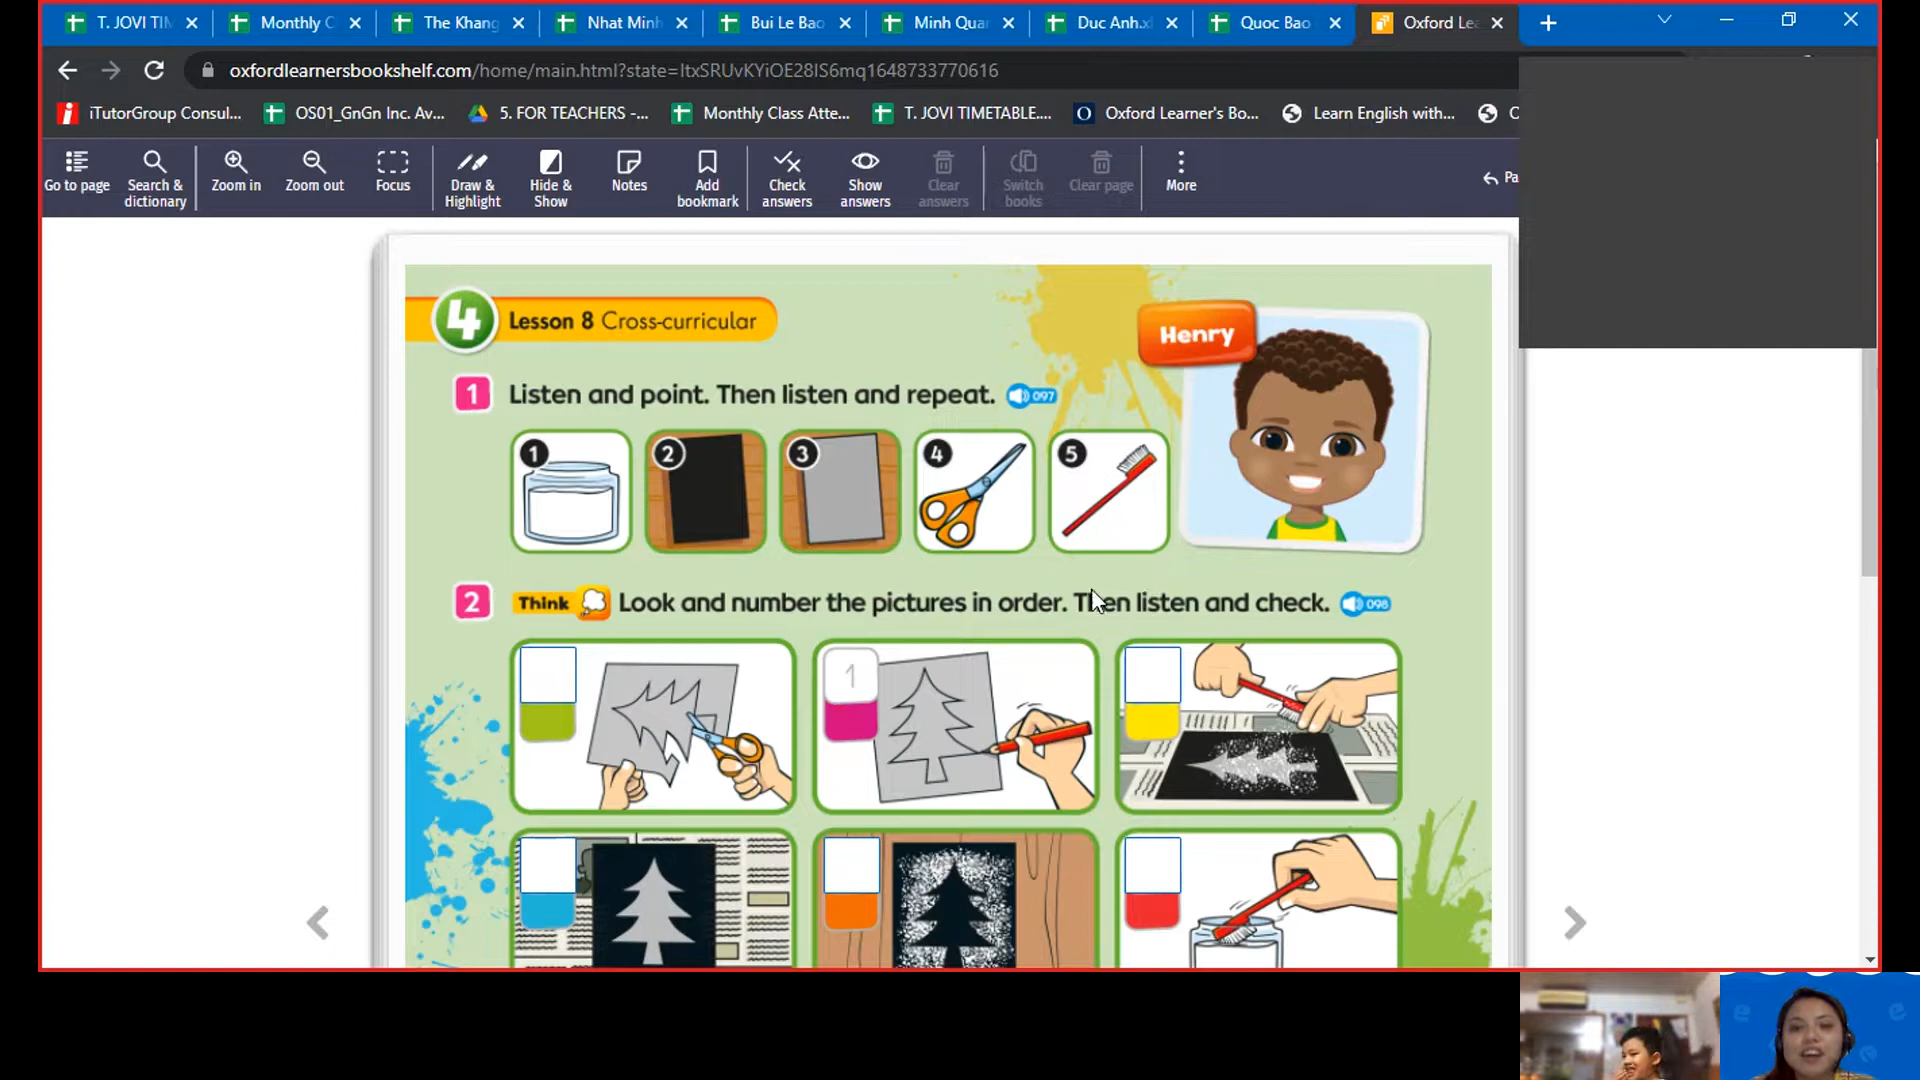 T. JOVI TIM
Monthly C
The Khang
Nhat Minh
Bui Le Bao
Minh Quan
Duc Anh.xl
Quoc Bao
Oxford Lea
oxfordlearnersbookshelf.com/home/main.html?state=ItxSRUvKYiOE28IS6mq1648733770616
iTutorGroup Consul...
OS01_GnGn Inc. Av...
5. FOR TEACHERS -...
Monthly Class Atte...
T. JOVI TIMETABLE....
Oxford Learner's Bo...
Learn English with...
Go to page
Search & dictionary
Zoom in
Zoom out
Focus
Draw & Highlight
Hide & Show
Notes
Add bookmark
Check answers
Show answers
Clear answers
Switch books
Clear page
More
Pa
4 Lesson 8 Cross-curricular
Henry
1 Listen and point. Then listen and repeat. 097
1
2
3
4
5
2 Think Look and number the pictures in order. Then listen and check. 098
1